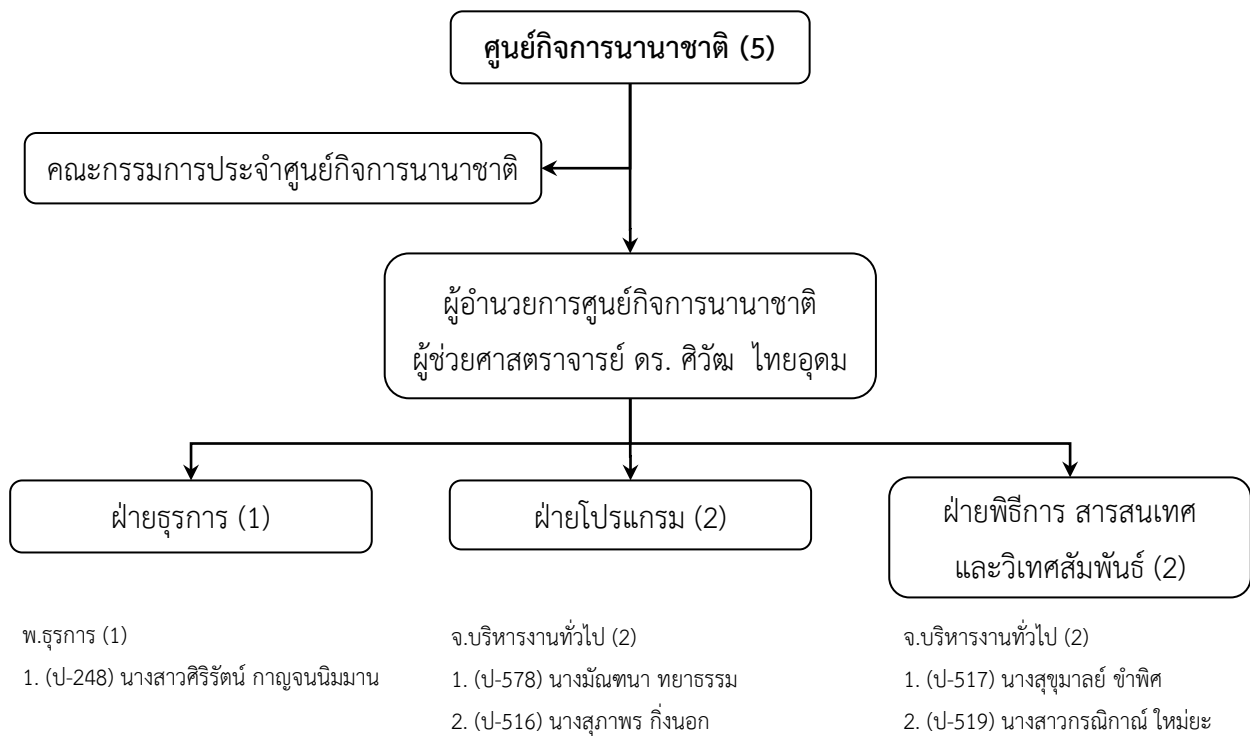 ศูนย์กิจการนานาชาติ (5)
คณะกรรมการประจำศูนย์กิจการนานาชาติ
ผู้อำนวยการศูนย์กิจการนานาชาติ
ผู้ช่วยศาสตราจารย์ ดร. ศิวัฒ ไทยอุดม
ฝ่ายธุรการ (1)
ฝ่ายโปรแกรม (2)
ฝ่ายพิธีการ สารสนเทศ
และวิเทศสัมพันธ์ (2)
พ.ธุรการ (1)
1. (ป-248) นางสาวศิริรัตน์ กาญจนนิมมาน
จ.บริหารงานทั่วไป (2)
1. (ป-578) นางมัณฑนา ทยาธรรม
2. (ป-516) นางสุภาพร กิ่งนอก
จ.บริหารงานทั่วไป (2)
1. (ป-517) นางสุขุมาลย์ ขำพิศ
2. (ป-519) นางสาวกรณิกาณ์ ใหม่ยะ